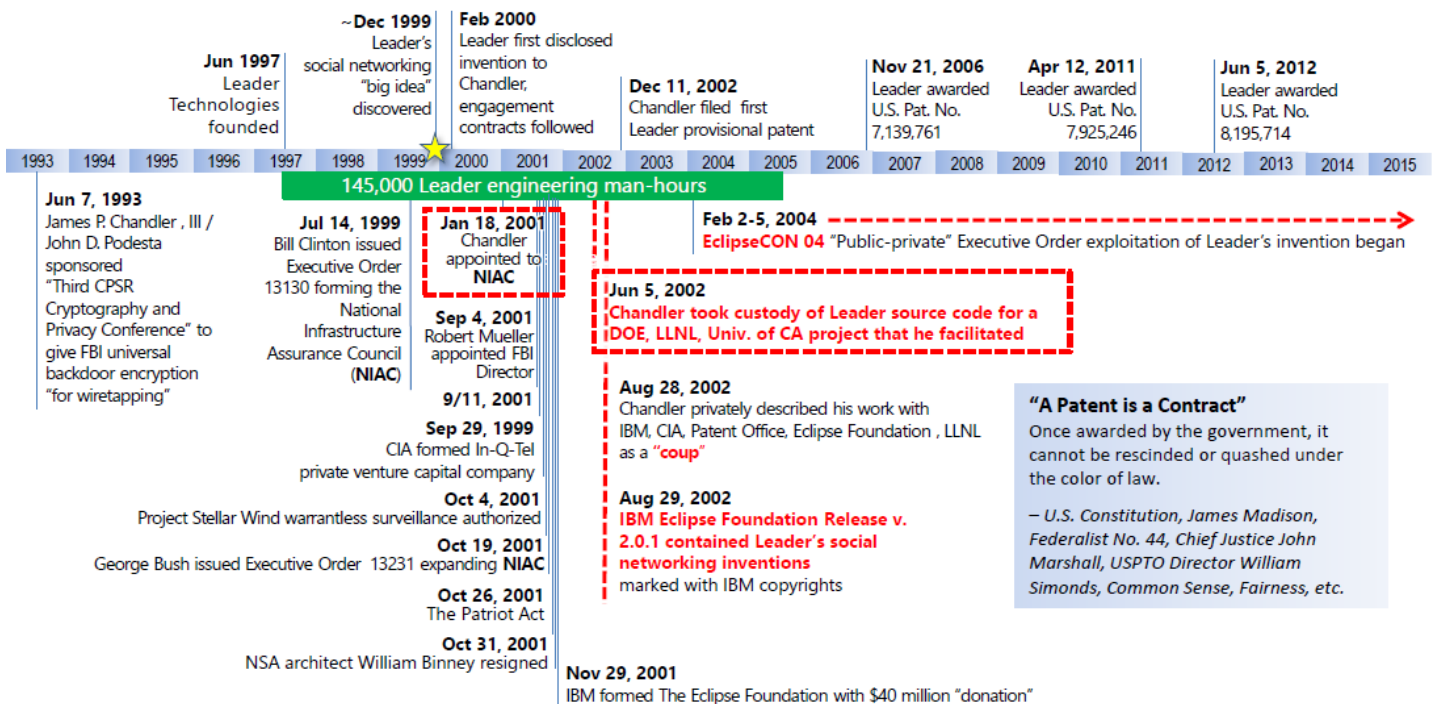 ~Dec 1999
Leader's
social networking
"big idea"
discovered
Feb 2000
Leader first disclosed
invention to
Chandler,
engagement
contracts followed
Jun 1997
Leader
Technologies
founded
Dec 11, 2002
Chandler filed first
Leader provisional patent
Nov 21, 2006
Leader awarded
U.S. Pat. No.
7,139,761
Apr 12, 2011
Leader awarded
U.S. Pat. No.
7,925,246
Jun 5, 2012
Leader awarded
U.S. Pat. No.
8,195,714
1993 1994 1995 1996 1997 1998 1999 2000 2001 2002 2003 2004 2005 2006 2007 2008 2009 2010 2011 2012 2013 2014 2015
145,000 Leader engineering man-hours
Jun 7, 1993
James P. Chandler , III /
John D. Podesta
sponsored
"Third CPSR
Cryptography and
Privacy Conference" to
give FBI universal
backdoor encryption
"for wiretapping"
Jul 14, 1999
Bill Clinton issued
Executive Order
13130 forming the
National
Infrastructure
Assurance Council
(NIAC)
Jan 18, 2001
Chandler
appointed to
NIAC
Sep 4, 2001
Robert Mueller
appointed FBI
Director
9/11, 2001
Sep 29, 1999
CIA formed In-Q-Tel
private venture capital company
Oct 4, 2001
Project Stellar Wind warrantless surveillance authorized
Oct 19, 2001
George Bush issued Executive Order 13231 expanding NIAC
Oct 26, 2001
The Patriot Act
Oct 31, 2001
NSA architect William Binney resigned
Nov 29, 2001
IBM formed The Eclipse Foundation with $40 million "donation"
Feb 2-5, 2004
EclipseCON 04 "Public-private" Executive Order exploitation of Leader's invention began
Jun 5, 2002
Chandler took custody of Leader source code for a
DOE, LLNL, Univ. of CA project that he facilitated
Aug 28, 2002
Chandler privately described his work with
IBM, CIA, Patent Office, Eclipse Foundation , LLNL
as a "coup"
Aug 29, 2002
IBM Eclipse Foundation Release v.
2.0.1 contained Leader's social
networking inventions
marked with IBM copyrights
"A Patent is a Contract"
Once awarded by the government, it
cannot be rescinded or quashed under
the color of law.
– U.S. Constitution, James Madison,
Federalist No. 44, Chief Justice John
Marshall, USPTO Director William
Simonds, Common Sense, Fairness, etc.